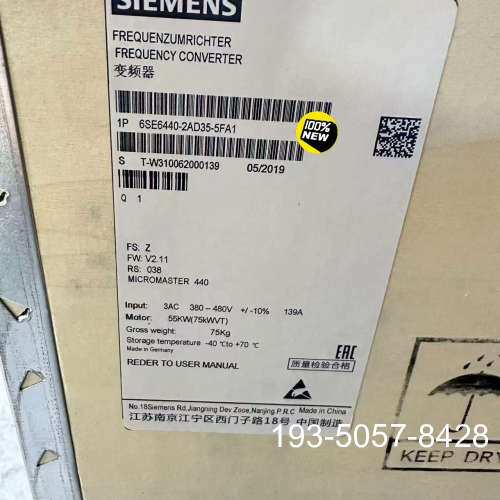 SIEMENS
FREQUENZUMRICHTER
FREQUENCY CONVERTER
变频器
1P 6SE6440-2AD35-5FA1
100%
NEW
S T-W310062000139 05/2019
Q 1
FS: Z
FW: V2.11
RS: 038
MICROMASTER 440
Input: 3AC 380-480V +/-10% 139A
Motor: 55KW(75kWVT)
Gross weight: 75Kg
Storage temperature -40 °C to +70 °C
Made in Germany
REDER TO USER MANUAL
EAC
质量检验合格
No.18Siemens Rd,Jiangning Dev Zooe,Nanjing P.R.C Made in China
江苏南京江宁区西门子路18号 中国制造
193-5057-8428
KEEP DRY